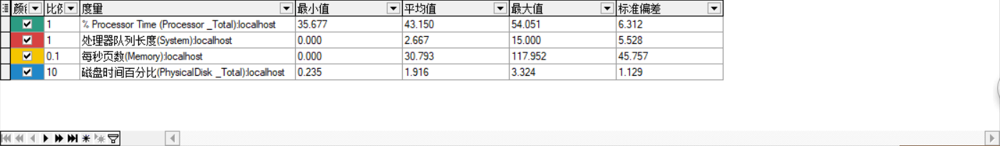 颜 比例 度量 最小值 平均值 最大值 标准偏差
1 % Processor Time (Processor _Total):localhost 35.677 43.150 54.051 6.312
1 处理器队列长度(System):localhost 0.000 2.667 15.000 5.528
0.1 每秒页数(Memory):localhost 0.000 30.793 117.952 45.757
10 磁盘时间百分比(PhysicalDisk _Total):localhost 0.235 1.916 3.324 1.129